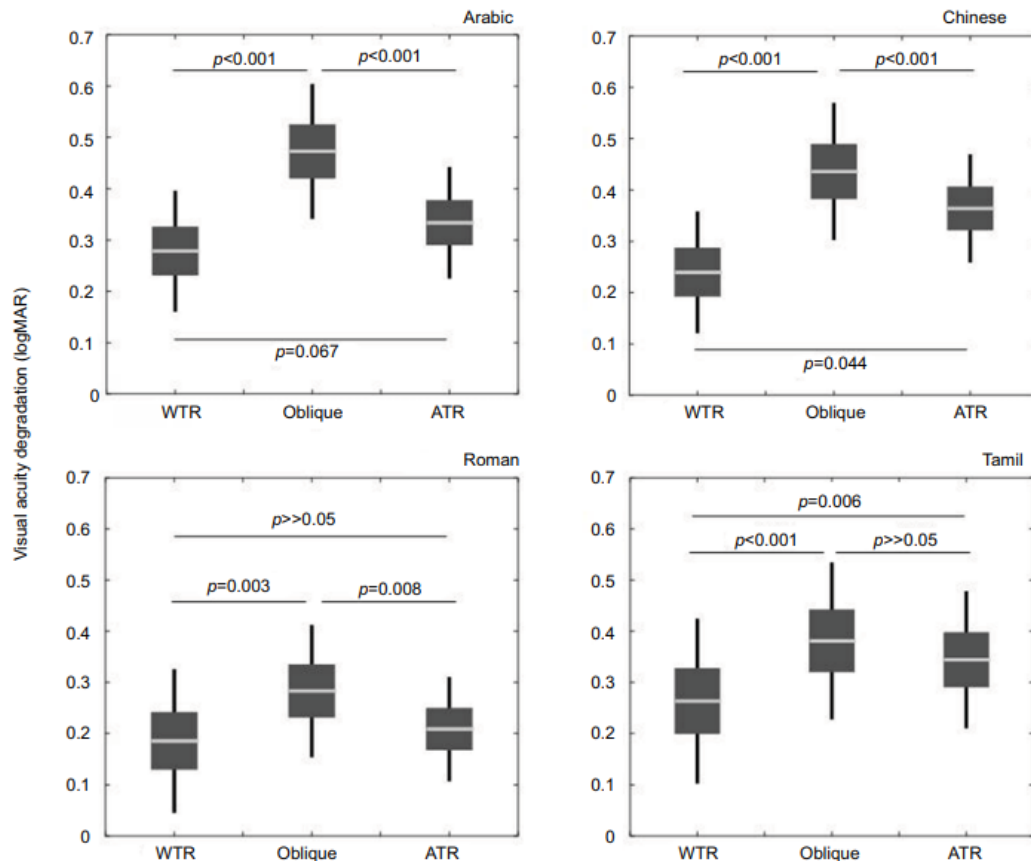 Arabic
0.7
0.6
0.5
0.4
0.3
0.2
0.1
0
p<0.001
p<0.001
p=0.067
WTR
Oblique
ATR
Chinese
0.7
0.6
0.5
0.4
0.3
0.2
0.1
0
p<0.001
p<0.001
p=0.044
WTR
Oblique
ATR
Visual acuity degradation (logMAR)
Roman
0.7
0.6
0.5
0.4
0.3
0.2
0.1
0
p>>0.05
p=0.003
p=0.008
WTR
Oblique
ATR
Tamil
0.7
0.6
0.5
0.4
0.3
0.2
0.1
0
p=0.006
p<0.001
p>>0.05
WTR
Oblique
ATR